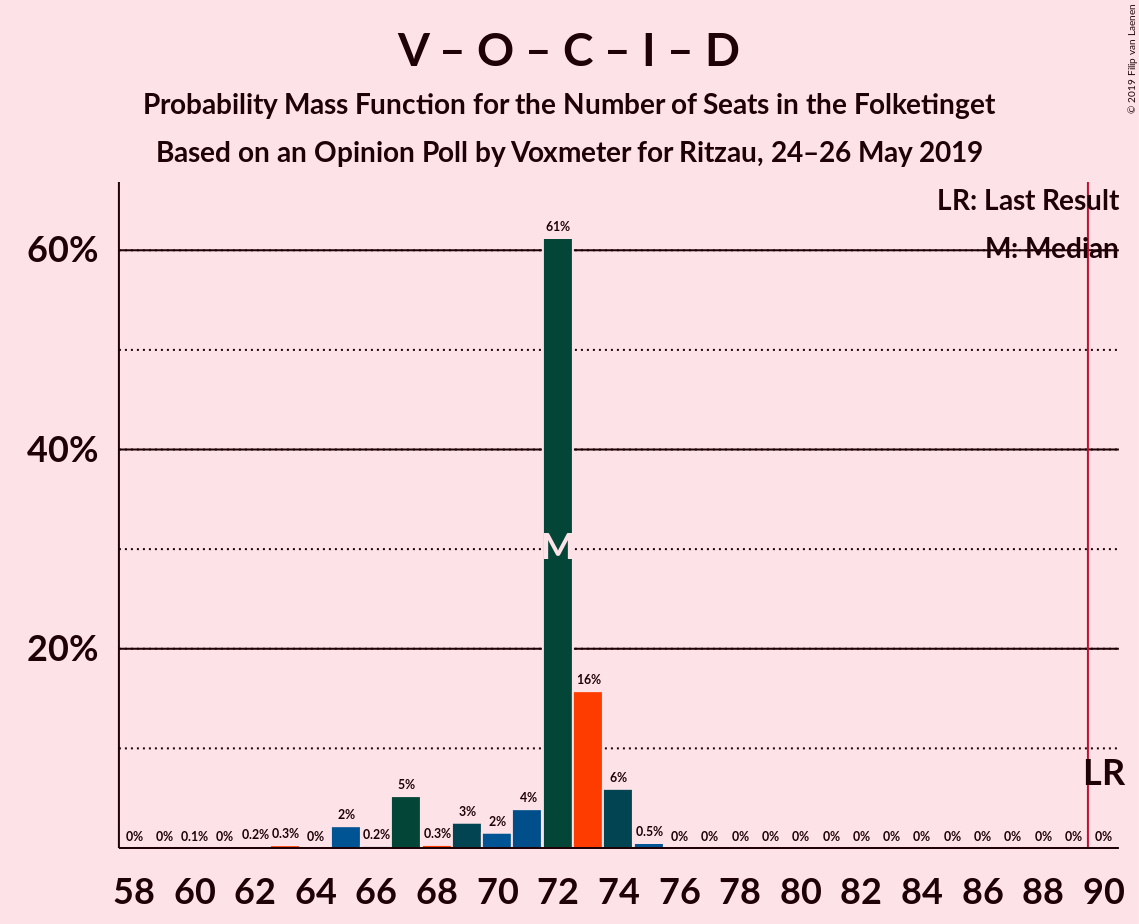 V – O – C – I – D
Probability Mass Function for the Number of Seats in the Folketinget
Based on an Opinion Poll by Voxmeter for Ritzau, 24–26 May 2019
© 2019 Filip van Laenen
LR: Last Result
M: Median
60%
40%
20%
61%
M
16%
LR
6%
5%
4%
3%
2%
2%
0% 0% 0.1% 0% 0.2% 0.3% 0% 0.2% 0.3% 0.5% 0% 0% 0% 0% 0% 0% 0% 0% 0% 0% 0% 0% 0% 0% 0%
58 60 62 64 66 68 70 72 74 76 78 80 82 84 86 88 90